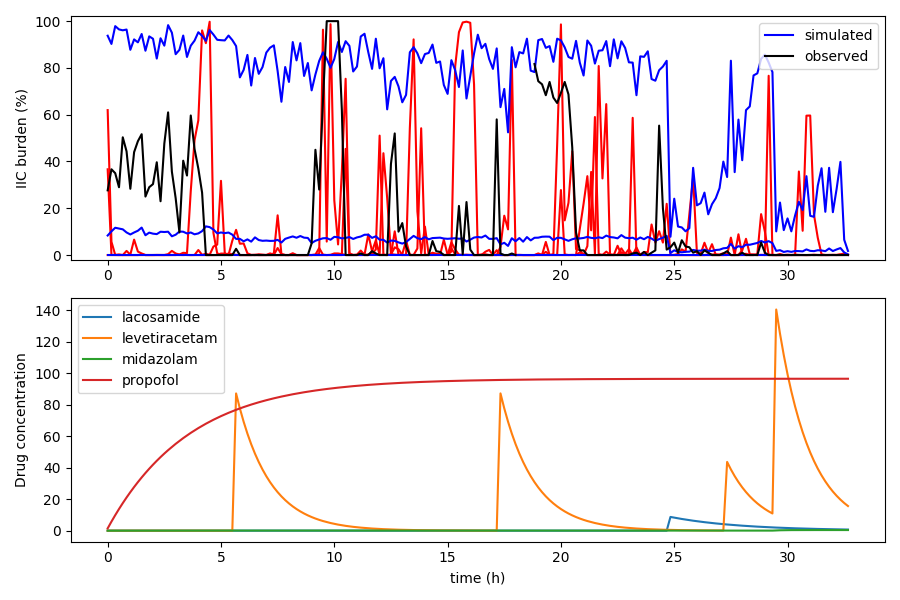 100
80
60
40
20
0
IIC burden (%)
simulated
observed
0 5 10 15 20 25 30
140
120
100
80
60
40
20
0
Drug concentration
lacosamide
levetiracetam
midazolam
propofol
0 5 10 15 20 25 30
time (h)